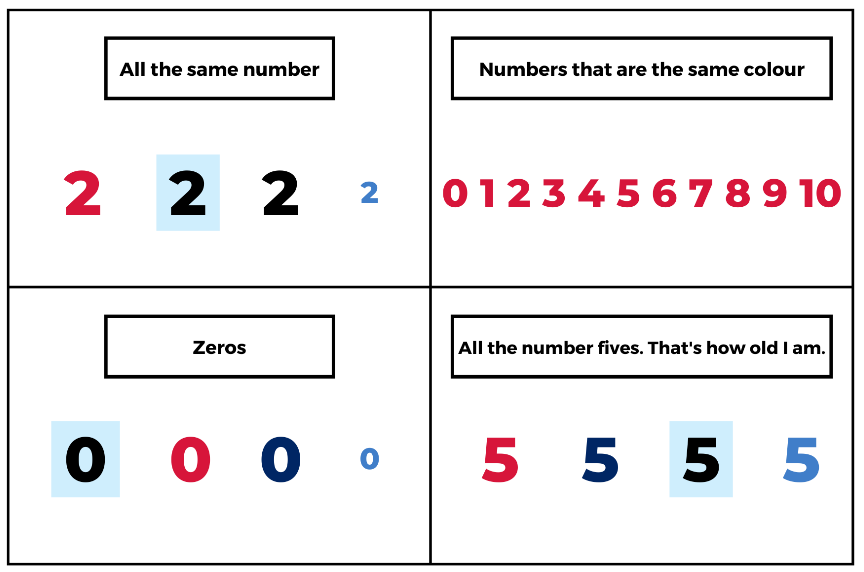 All the same number
2 2 2 2
Numbers that are the same colour
0 1 2 3 4 5 6 7 8 9 10
Zeros
0 0 0 0
All the number fives. That's how old I am.
5 5 5 5